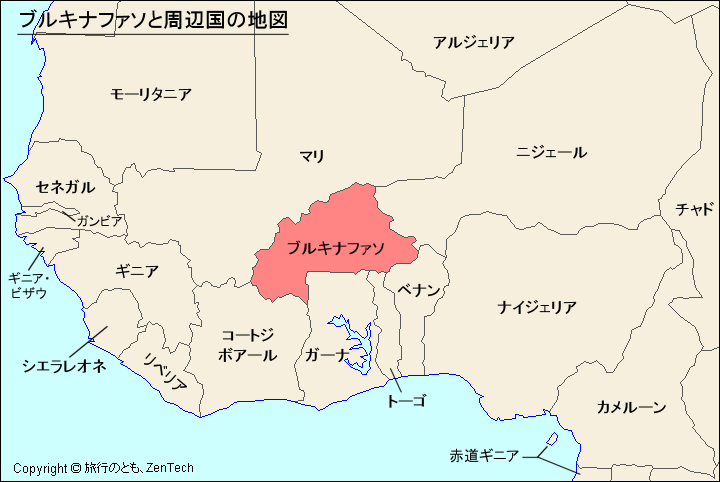 ブルキナファソと周辺国の地図
アルジェリア
モーリタニア
マリ
ニジェール
セネガル
チャド
ガンビア
ブルキナファソ
ギニア
ギニア・
ビザウ
ベナン
ナイジェリア
コートジ
ボアール
ガーナ
シエラレオネ
リベリア
トーゴ
カメルーン
赤道ギニア
Copyright © 旅行のとも、ZenTech